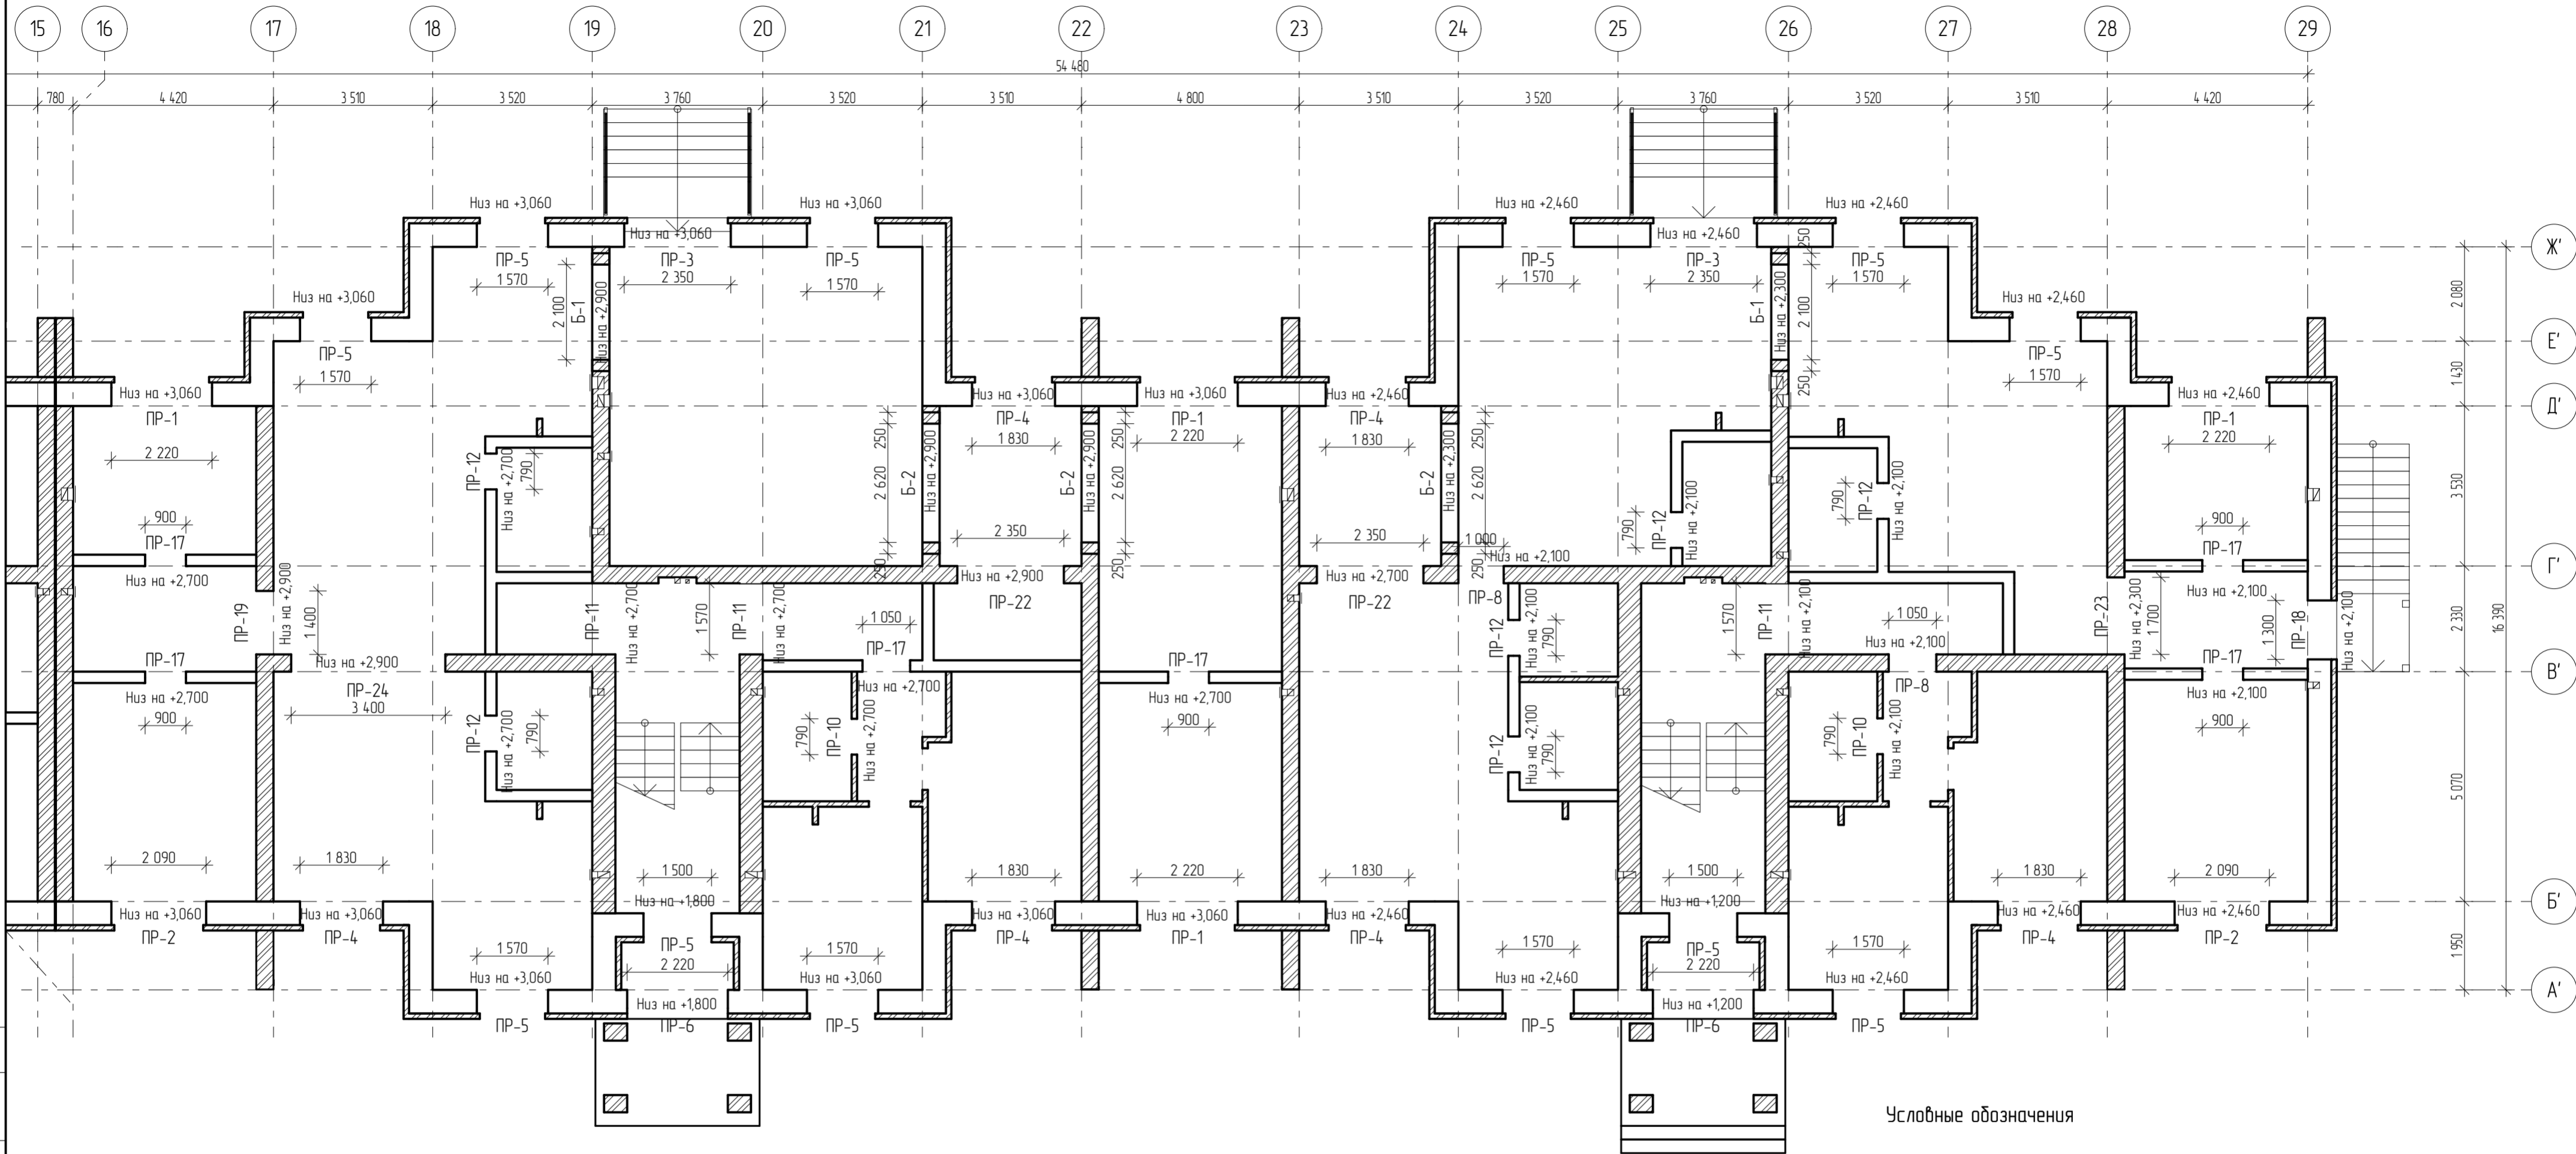 15 16 17 18 19 20 21 22 23 24 25 26 27 28 29
54 480
780 4 420 3 510 3 520 3 760 3 520 3 510 4 800 3 510 3 520 3 760 3 520 3 510 4 420
Низ на +3,060 Низ на +3,060 Низ на +2,460 Низ на +2,460
Низ на +3,060 Низ на +2,460 250 Ж'
ПР-5 ПР-3 ПР-5 ПР-5 ПР-3 ПР-5
1 570 2 350 1 570 1 570 2 350 1 570
Низ на +3,060 Низ на +2,460
2 100 Б-1 Низ на +2,900 Б-1 Низ на +2,300 2 100 2 080
ПР-5 ПР-5 Е'
1 570 250 1 570 1 430
Низ на +3,060 Низ на +3,060 Низ на +3,060 Низ на +2,460 Низ на +2,460
ПР-1 ПР-4 ПР-1 ПР-4 ПР-1 Д'
2 220 250 1 830 250 2 220 1 830 250 2 220
ПР-12 Низ на +2,700 790 2 620 Б-2 Низ на +2,900 Б-2 Низ на +2,900 2 620 Б-2 Низ на +2,300 2 620 790 ПР-12 Низ на +2,100 790 ПР-12 Низ на +2,100 3 530
900 2 350 2 350 1 000 900
ПР-17 250 250 250 Низ на +2,100 ПР-17
Низ на +2,700 Низ на +2,900 Низ на +2,700 Низ на +2,100 Г'
ПР-22 ПР-22 ПР-8
ПР-19 Низ на +2,900 1 400 ПР-11 Низ на +2,700 1 570 ПР-11 Низ на +2,700 1 050 ПР-12 Низ на +2,100 790 1 570 ПР-11 Низ на +2,100 1 050 ПР-23 Низ на +2,300 1 700 1 300 ПР-18 Низ на +2,100 2 330 16 390
Низ на +2,100
ПР-17 Низ на +2,900 ПР-17 ПР-17 ПР-17 В'
Низ на +2,700 ПР-24 Низ на +2,700 Низ на +2,700 ПР-8 Низ на +2,100
900 3 400 900 900
ПР-12 Низ на +2,700 790 790 ПР-10 Низ на +2,700 ПР-12 Низ на +2,100 790 790 ПР-10 Низ на +2,100 5 070
2 090 1 830 1 500 1 830 2 220 1 830 1 500 1 830 2 090
Низ на +1,800 Низ на +1,200 Б'
Низ на +3,060 Низ на +3,060 Низ на +3,060 Низ на +3,060 Низ на +2,460 Низ на +2,460 Низ на +2,460
ПР-2 ПР-4 ПР-5 ПР-4 ПР-1 ПР-4 ПР-5 ПР-4 ПР-2
1 570 2 220 1 570 1 570 2 220 1 570 1 950
Низ на +3,060 Низ на +3,060 Низ на +2,460 Низ на +2,460 А'
Низ на +1,800 Низ на +1,200
ПР-5 ПР-6 ПР-5 ПР-5 ПР-6 ПР-5
Условные обозначения